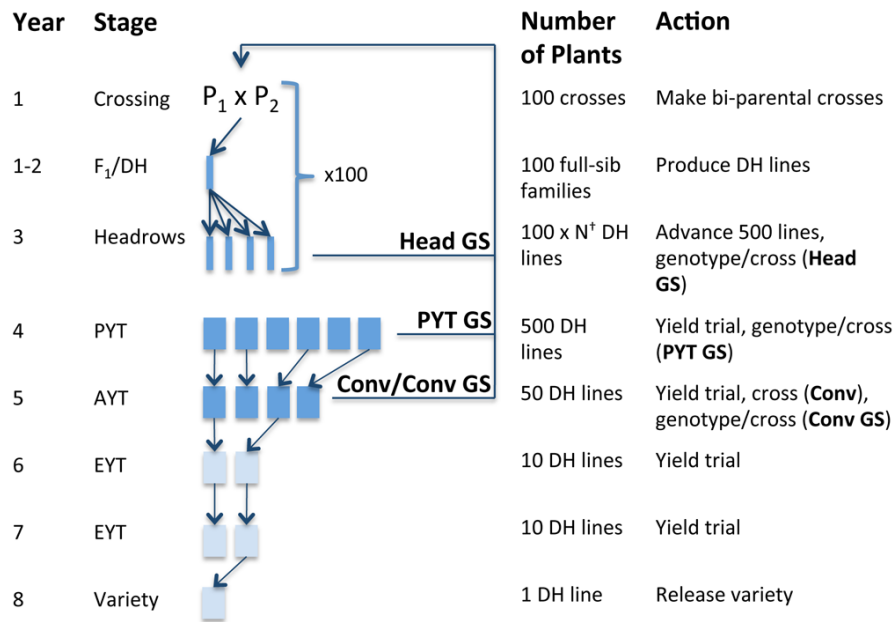 Year Stage Number of Plants Action
1 Crossing P₁ x P₂ 100 crosses Make bi-parental crosses
1-2 F₁/DH x100 100 full-sib families Produce DH lines
3 Headrows Head GS 100 x N† DH lines Advance 500 lines, genotype/cross (Head GS)
4 PYT PYT GS 500 DH lines Yield trial, genotype/cross (PYT GS)
5 AYT Conv/Conv GS 50 DH lines Yield trial, cross (Conv), genotype/cross (Conv GS)
6 EYT 10 DH lines Yield trial
7 EYT 10 DH lines Yield trial
8 Variety 1 DH line Release variety